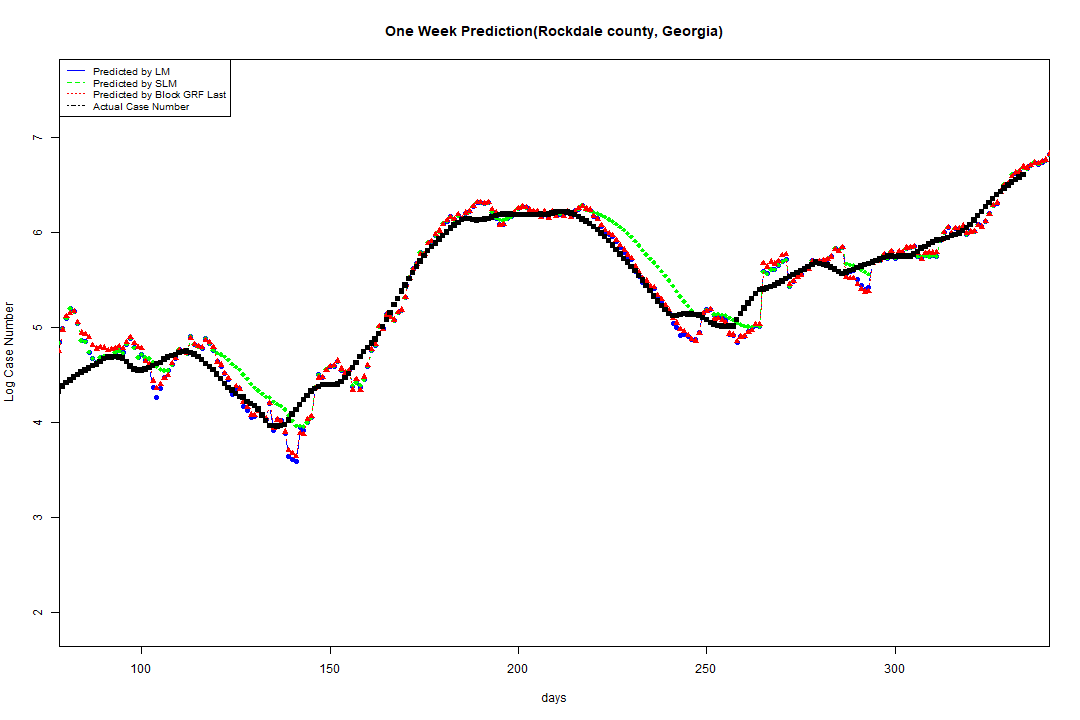 One Week Prediction(Rockdale county, Georgia)
Predicted by LM
Predicted by SLM
Predicted by Block GRF Last
Actual Case Number
7
6
5
4
3
2
Log Case Number
100 150 200 250 300
days